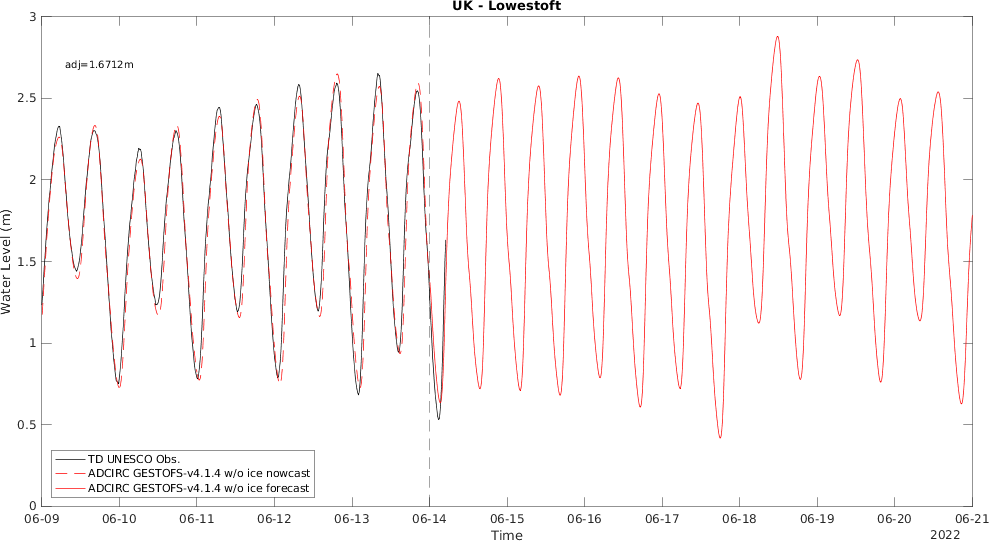 UK - Lowestoft
3
adj=1.6712m
2.5
2
1.5
1
0.5
0
Water Level (m)
TD UNESCO Obs.
ADCIRC GESTOFS-v4.1.4 w/o ice nowcast
ADCIRC GESTOFS-v4.1.4 w/o ice forecast
06-09 06-10 06-11 06-12 06-13 06-14 06-15 06-16 06-17 06-18 06-19 06-20 06-21
Time
2022